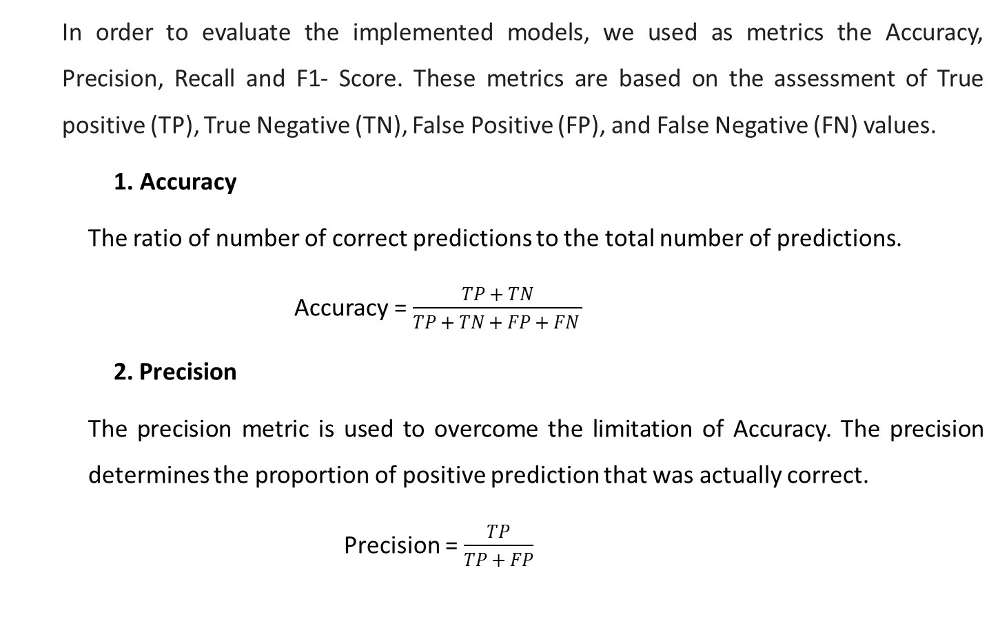 In order to evaluate the implemented models, we used as metrics the Accuracy,
Precision, Recall and F1- Score. These metrics are based on the assessment of True
positive (TP), True Negative (TN), False Positive (FP), and False Negative (FN) values.
1. Accuracy
The ratio of number of correct predictions to the total number of predictions.
Accuracy = \frac{TP + TN}{TP + TN + FP + FN}
2. Precision
The precision metric is used to overcome the limitation of Accuracy. The precision
determines the proportion of positive prediction that was actually correct.
Precision = \frac{TP}{TP + FP}